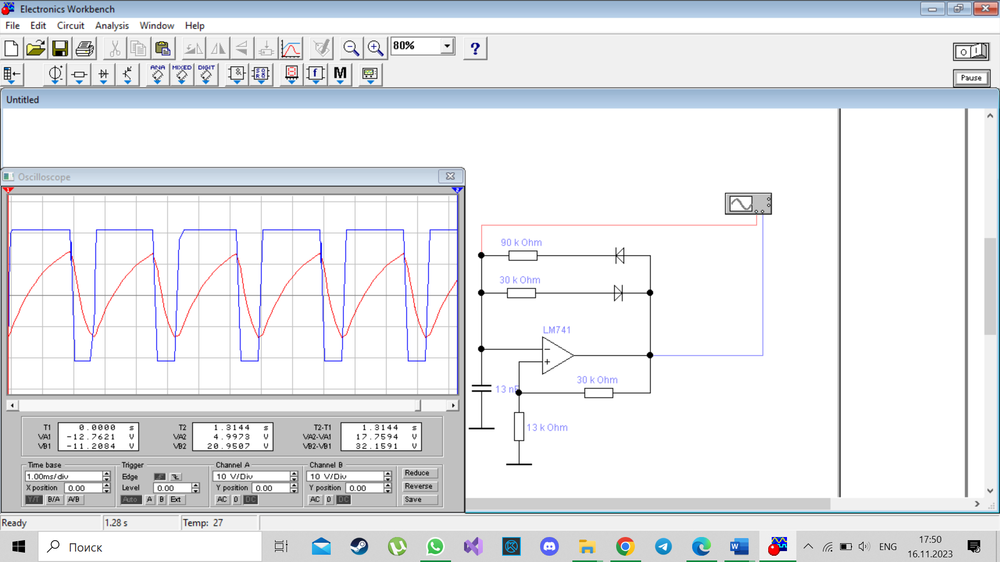 Electronics Workbench
File Edit Circuit Analysis Window Help
80%
?
ANA MIXED DIGIT
f M
Pause
Untitled
Oscilloscope
1 2
90 k Ohm
30 k Ohm
LM741
30 k Ohm
13 nF
13 k Ohm
T1 0.0000 s T2 1.3144 s T2-T1 1.3144 s
VA1 -12.7621 V VA2 4.9973 V VA2-VA1 17.7594 V
VB1 -11.2084 V VB2 20.9507 V VB2-VB1 32.1591 V
Time base Trigger Channel A Channel B
1.00ms/div Edge 10 V/Div 10 V/Div Reduce
X position 0.00 Level 0.00 Y position 0.00 Y position 0.00 Reverse
Y/T B/A A/B Auto A B Ext AC 0 DC AC 0 DC Save
Ready 1.28 s Temp: 27
Поиск
ENG
17:50
16.11.2023